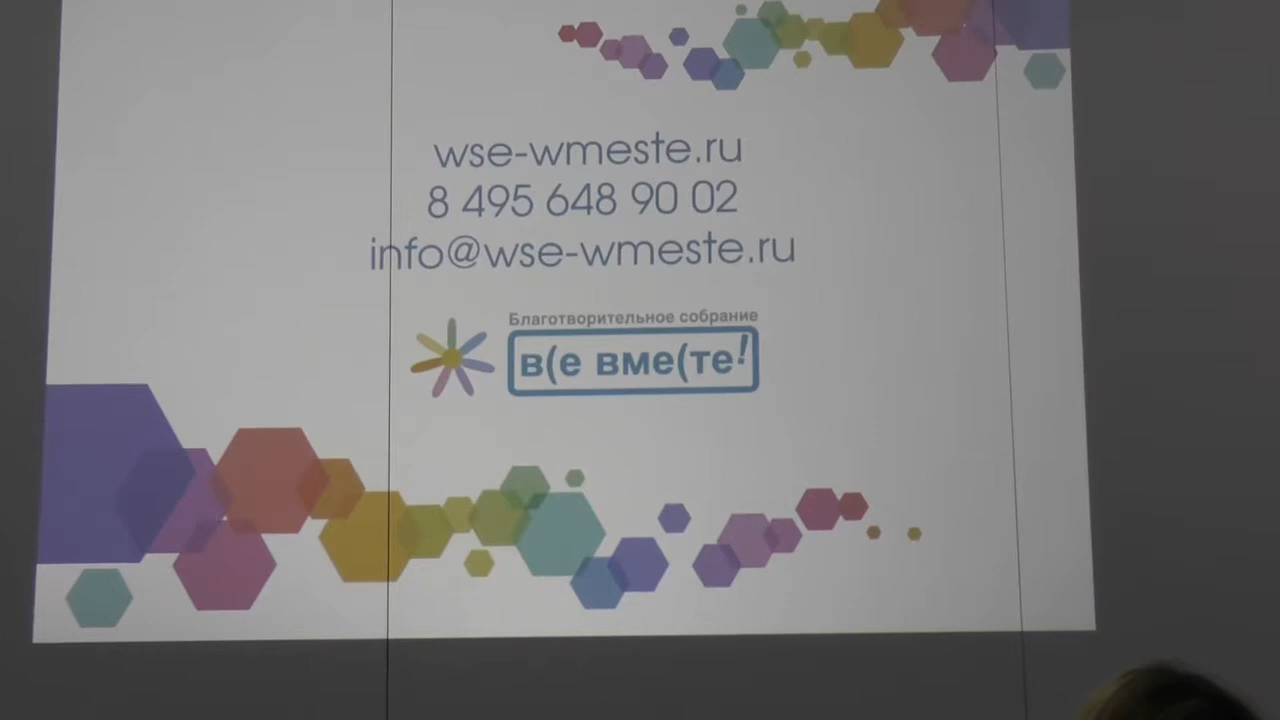 wse-wmeste.ru
8 495 648 90 02
info@wse-wmeste.ru
Благотворительное собрание
в(е вме(те!